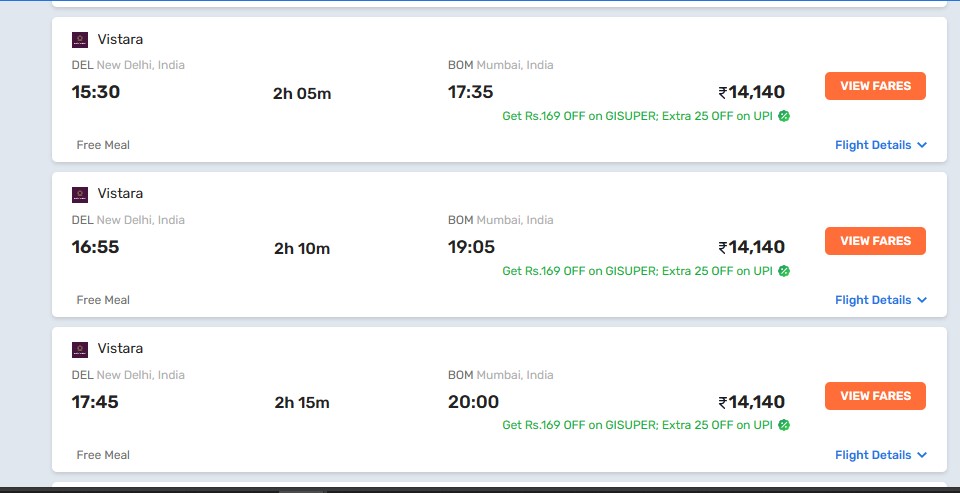 Vistara
DEL New Delhi, India BOM Mumbai, India
15:30 2h 05m 17:35 ₹14,140 VIEW FARES
Get Rs.169 OFF on GISUPER; Extra 25 OFF on UPI
Free Meal Flight Details
Vistara
DEL New Delhi, India BOM Mumbai, India
16:55 2h 10m 19:05 ₹14,140 VIEW FARES
Get Rs.169 OFF on GISUPER; Extra 25 OFF on UPI
Free Meal Flight Details
Vistara
DEL New Delhi, India BOM Mumbai, India
17:45 2h 15m 20:00 ₹14,140 VIEW FARES
Get Rs.169 OFF on GISUPER; Extra 25 OFF on UPI
Free Meal Flight Details